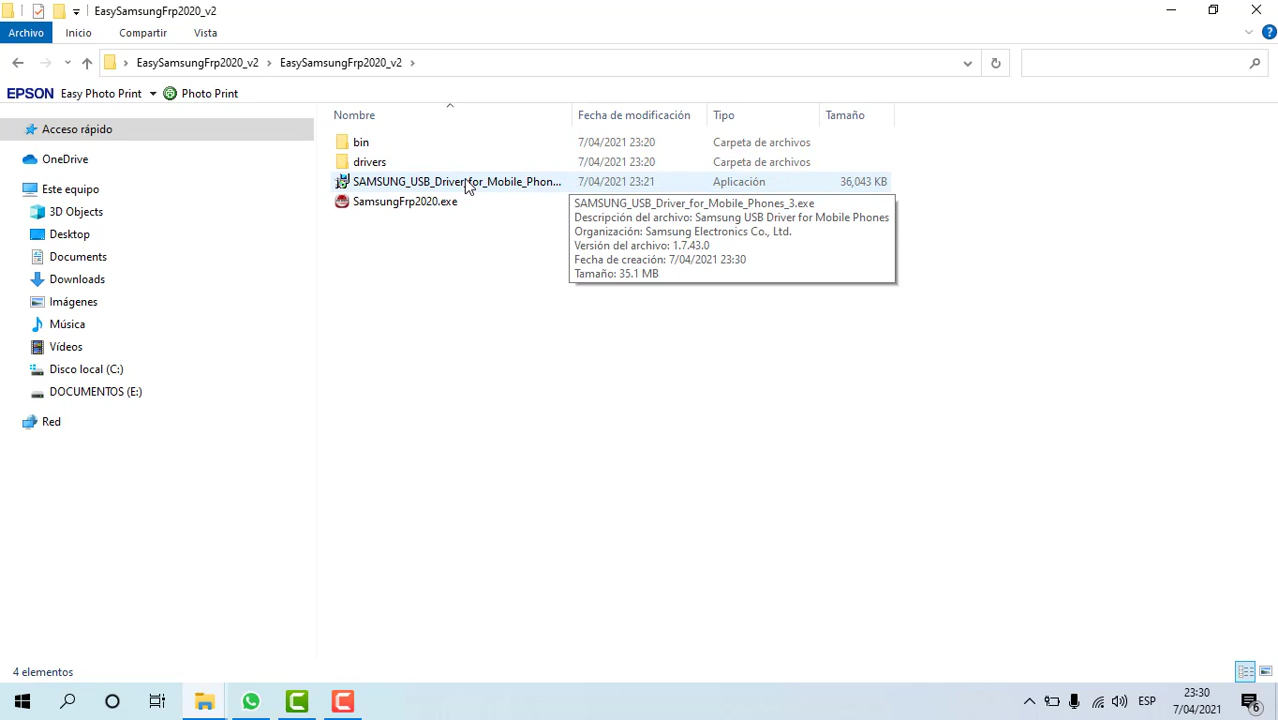 EasySamsungFrp2020_v2
Archivo Inicio Compartir Vista
EasySamsungFrp2020_v2 EasySamsungFrp2020_v2
EPSON Easy Photo Print Photo Print
Nombre Fecha de modificación Tipo Tamaño
Acceso rápido
OneDrive
Este equipo
3D Objects
Desktop
Documents
Downloads
Imágenes
Música
Vídeos
Disco local (C:)
DOCUMENTOS (E:)
Red
bin 7/04/2021 23:20 Carpeta de archivos
drivers 7/04/2021 23:20 Carpeta de archivos
SAMSUNG_USB_Driver_for_Mobile_Phon... 7/04/2021 23:21 Aplicación 36,043 KB
SamsungFrp2020.exe
SAMSUNG_USB_Driver_for_Mobile_Phones_3.exe
Descripción del archivo: Samsung USB Driver for Mobile Phones
Organización: Samsung Electronics Co., Ltd.
Versión del archivo: 1.7.43.0
Fecha de creación: 7/04/2021 23:30
Tamaño: 35.1 MB
4 elementos
ESP
23:30
7/04/2021
6